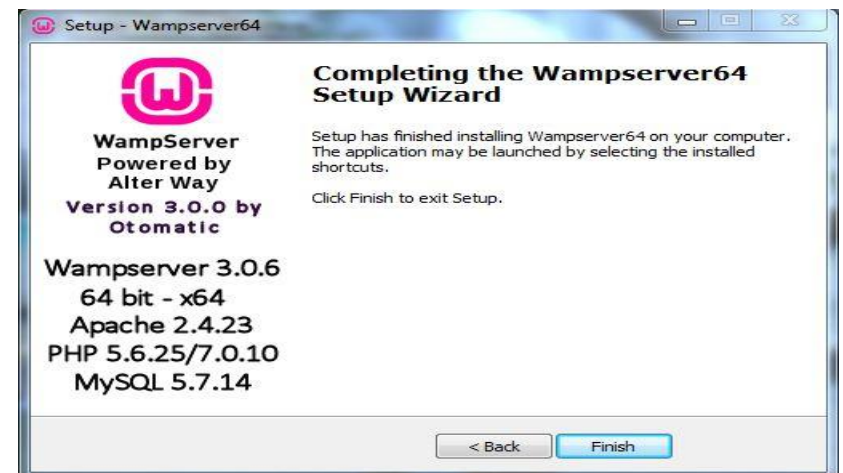 Setup - Wampserver64
WampServer
Powered by
Alter Way
Version 3.0.0 by
Otomatic
Wampserver 3.0.6
64 bit - x64
Apache 2.4.23
PHP 5.6.25/7.0.10
MySQL 5.7.14
Completing the Wampserver64
Setup Wizard
Setup has finished installing Wampserver64 on your computer.
The application may be launched by selecting the installed
shortcuts.
Click Finish to exit Setup.
< Back
Finish